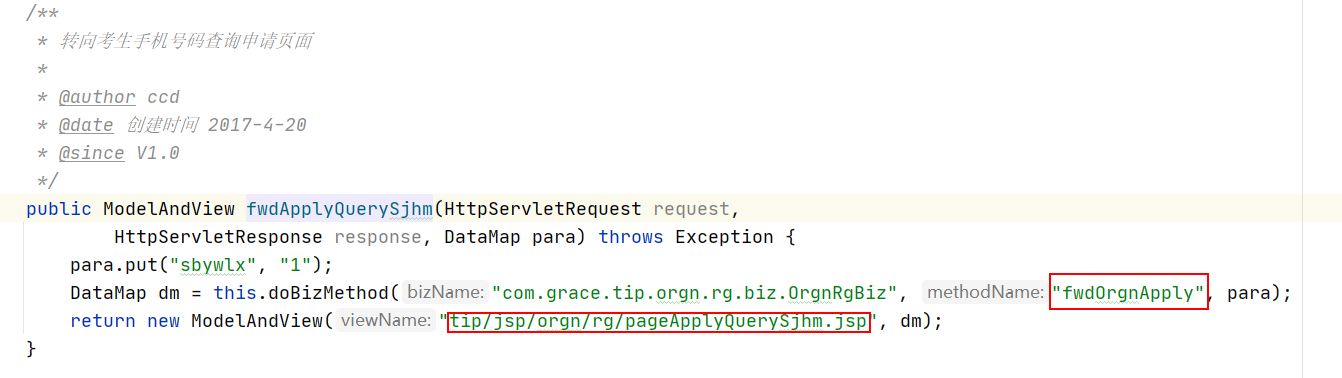 /**
 * 转向考生手机号码查询申请页面
 *
 * @author ccd
 * @date 创建时间 2017-4-20
 * @since V1.0
 */
public ModelAndView fwdApplyQuerySjhm(HttpServletRequest request,
        HttpServletResponse response, DataMap para) throws Exception {
    para.put("sbywlx", "1");
    DataMap dm = this.doBizMethod( bizName: "com.grace.tip.orgn.rg.biz.OrgnRgBiz", methodName: "fwdOrgnApply", para);
    return new ModelAndView( viewName: "tip/jsp/orgn/rg/pageApplyQuerySjhm.jsp", dm);
}